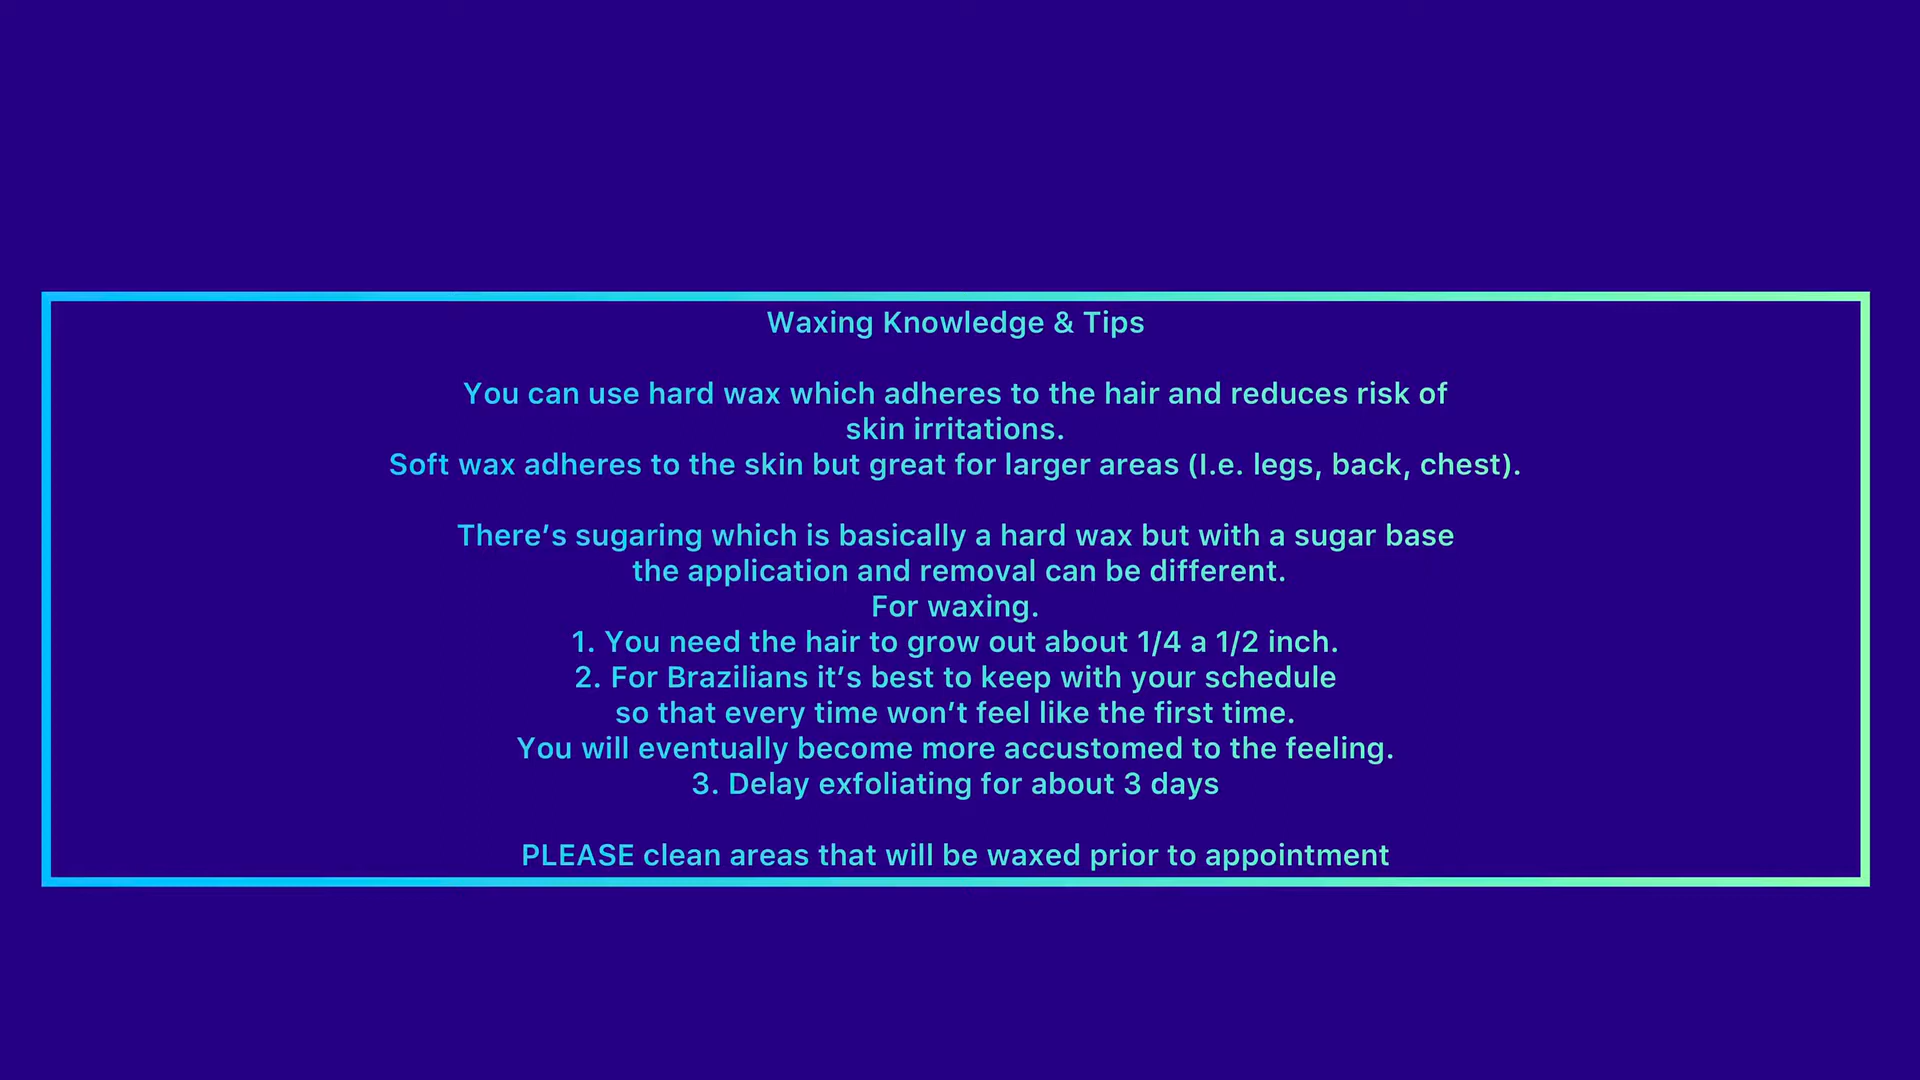 Waxing Knowledge & Tips
You can use hard wax which adheres to the hair and reduces risk of
skin irritations.
Soft wax adheres to the skin but great for larger areas (I.e. legs, back, chest).
There’s sugaring which is basically a hard wax but with a sugar base
the application and removal can be different.
For waxing.
1. You need the hair to grow out about 1/4 a 1/2 inch.
2. For Brazilians it’s best to keep with your schedule
so that every time won’t feel like the first time.
You will eventually become more accustomed to the feeling.
3. Delay exfoliating for about 3 days
PLEASE clean areas that will be waxed prior to appointment